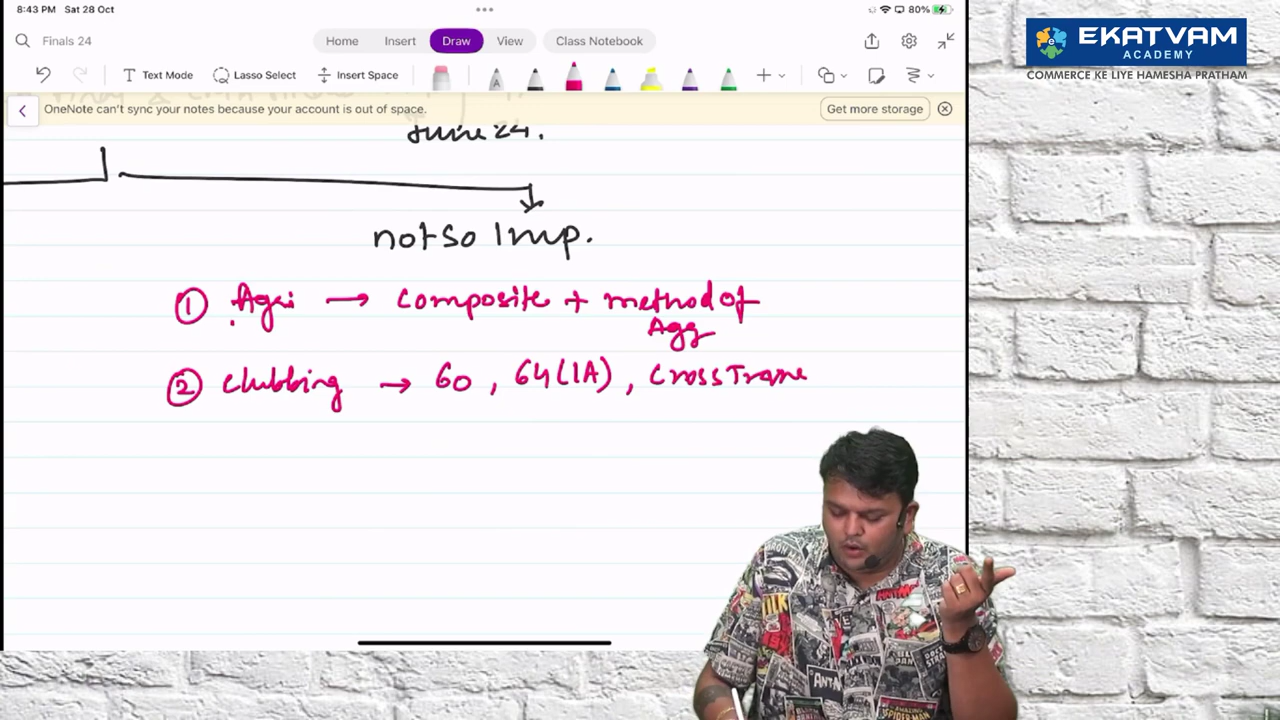 8:43 PM Sat 28 Oct
80%
Finals 24
Insert Draw View Class Notebook
Text Mode Lasso Select Insert Space
OneNote can't sync your notes because your account is out of space. Get more storage
June 24.
not so Imp.
① Agri → composite + method of
Agg
② Clubbing → 60 , 64(1A) , Cross Trans
EKATVAM
ACADEMY
COMMERCE KE LIYE HAMESHA PRATHAM